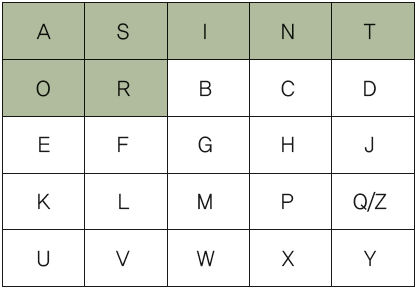 A S I N T
O R B C D
E F G H J
K L M P Q/Z
U V W X Y